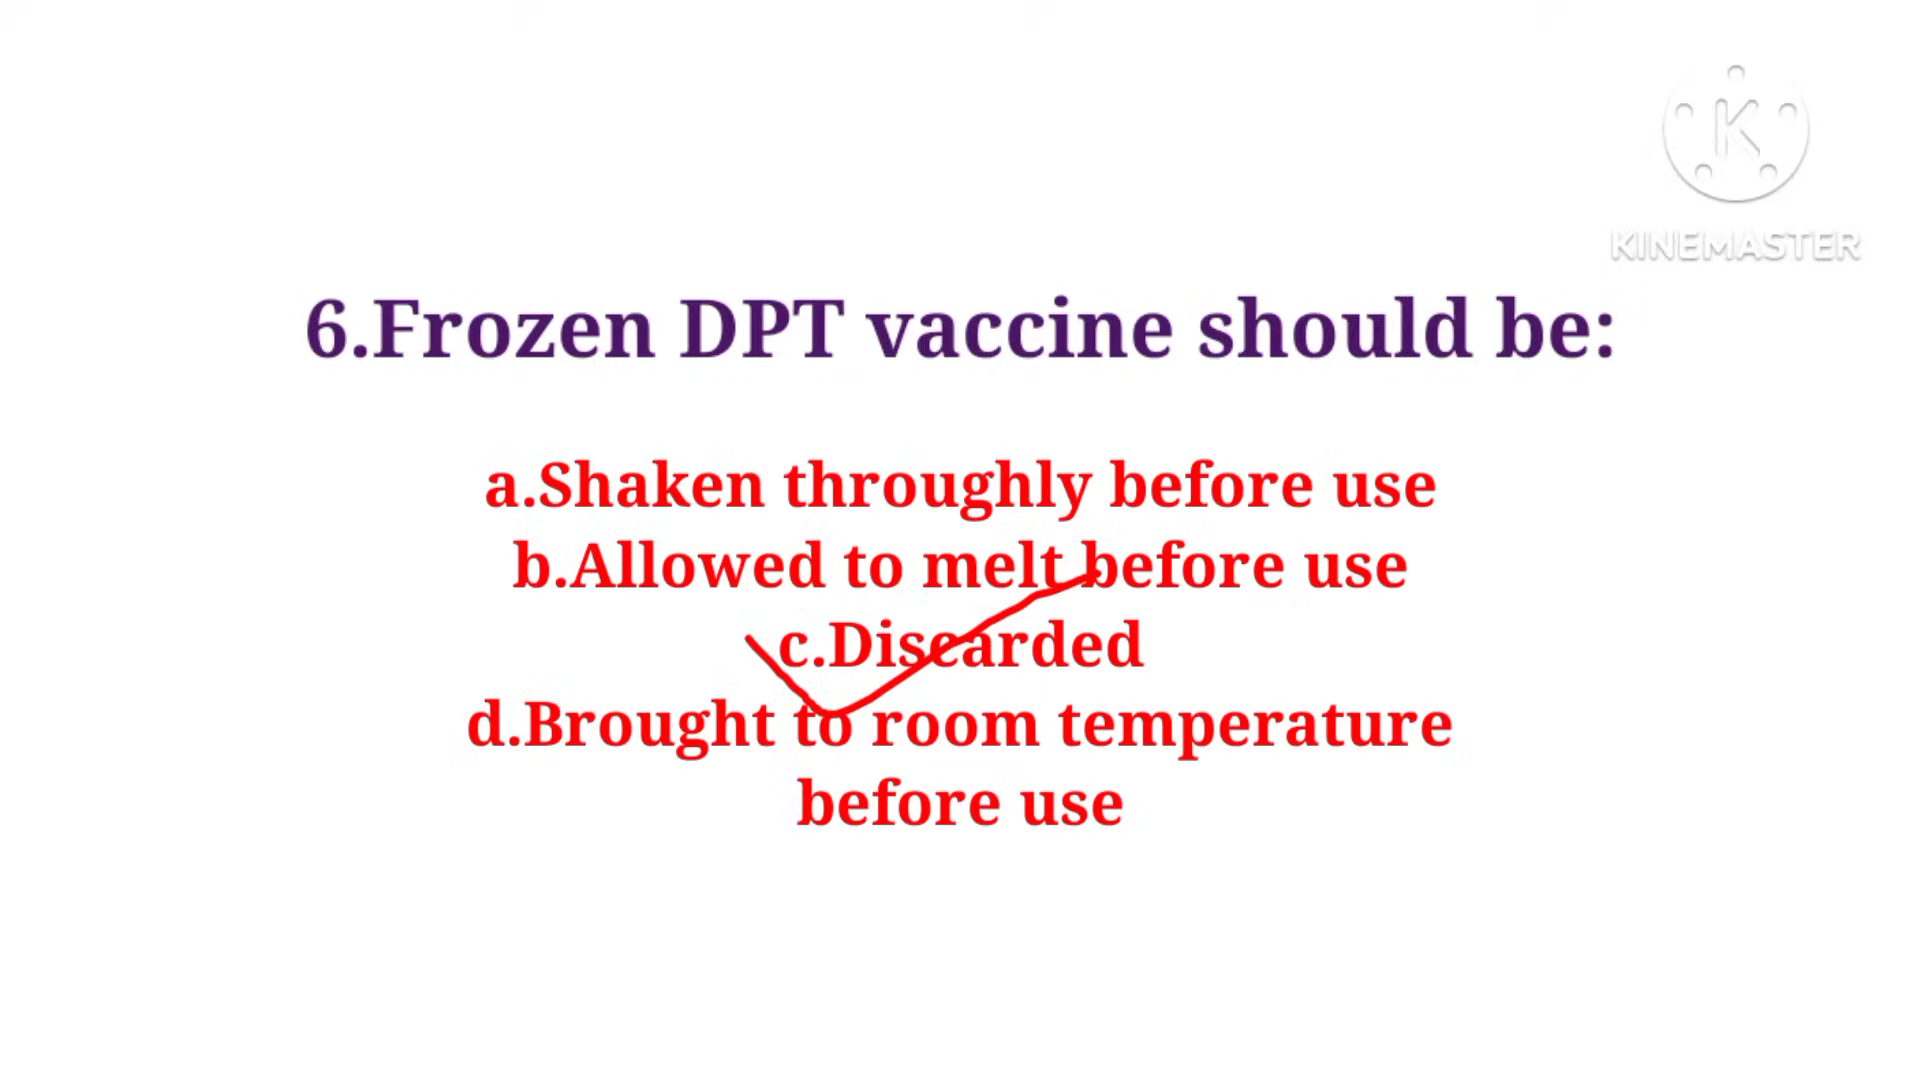 K
KINEMASTER
6.Frozen DPT vaccine should be:
a.Shaken throughly before use
b.Allowed to melt before use
c.Discarded
d.Brought to room temperature
before use